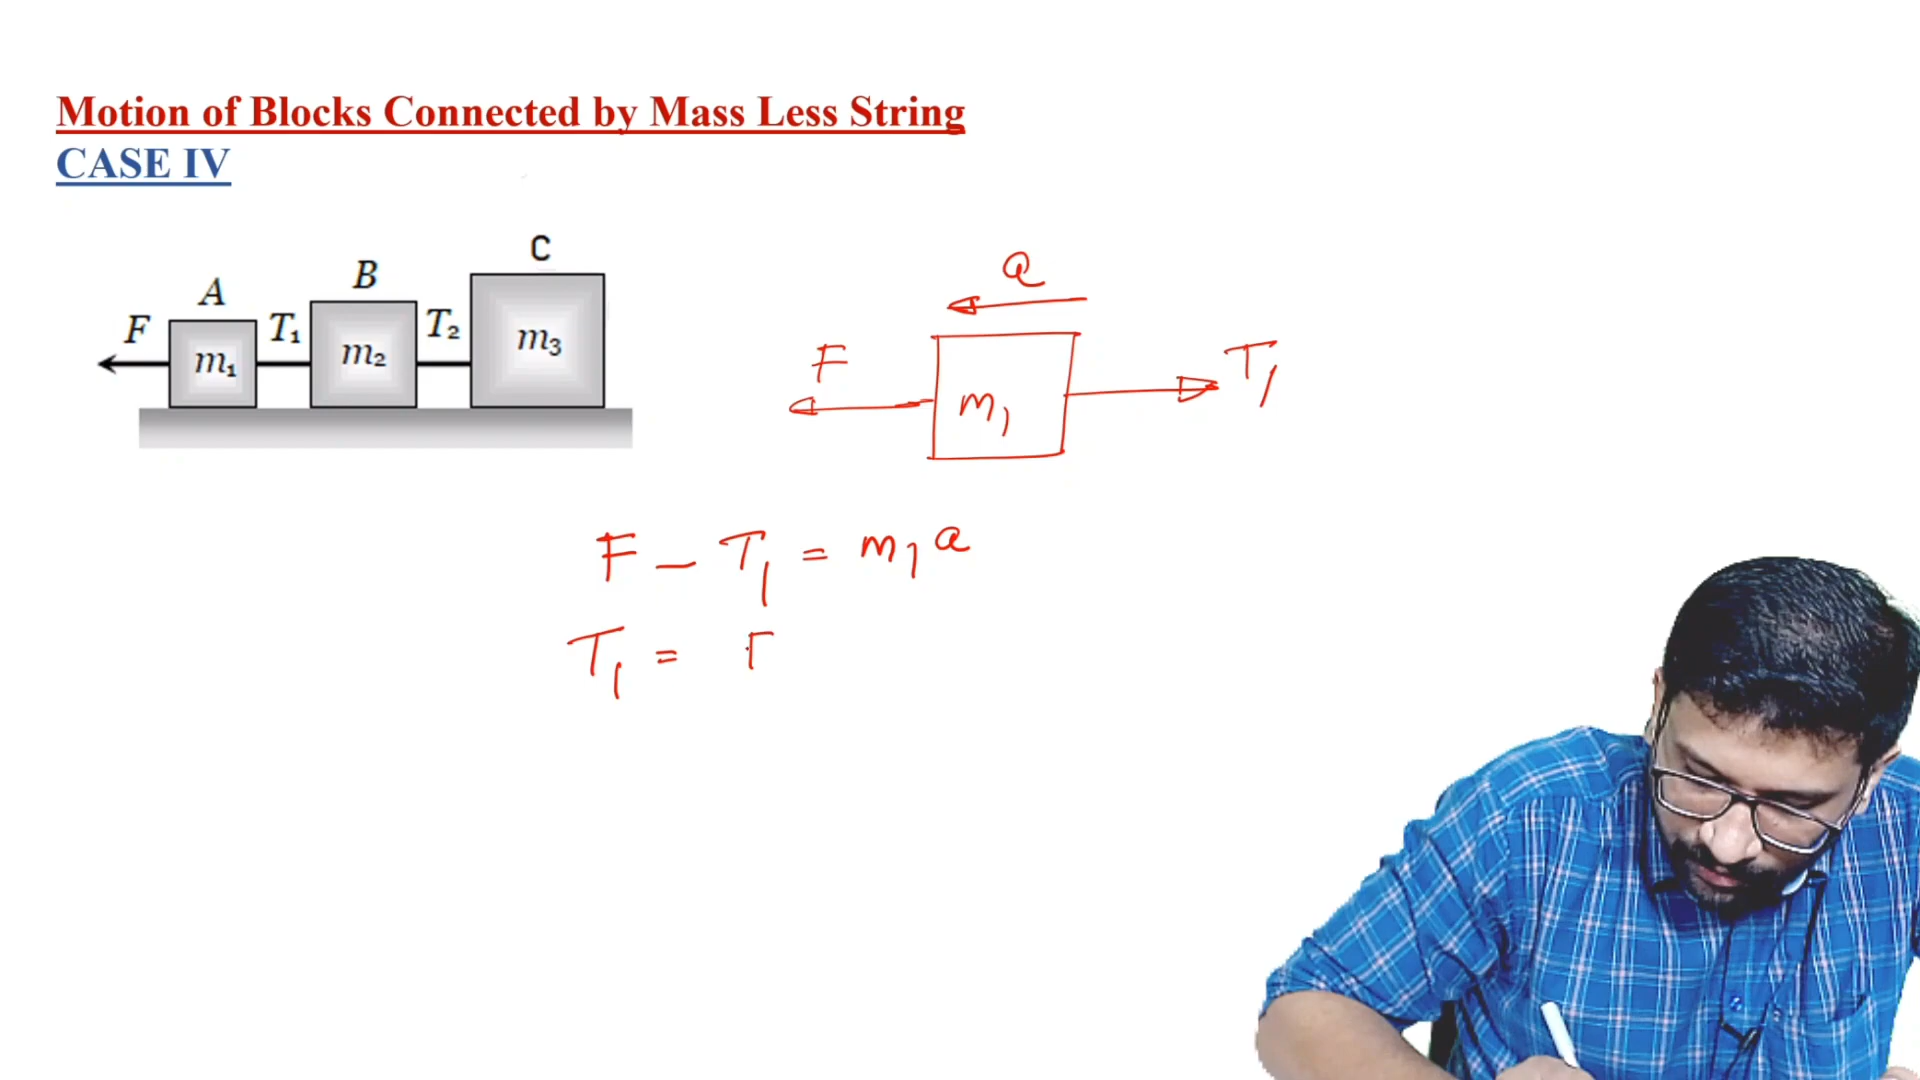 Motion of Blocks Connected by Mass Less String
CASE IV
F A T₁ B T₂ C
m₁ m₂ m₃
a
F m₁ T₁
F - T₁ = m₁a
T₁ =